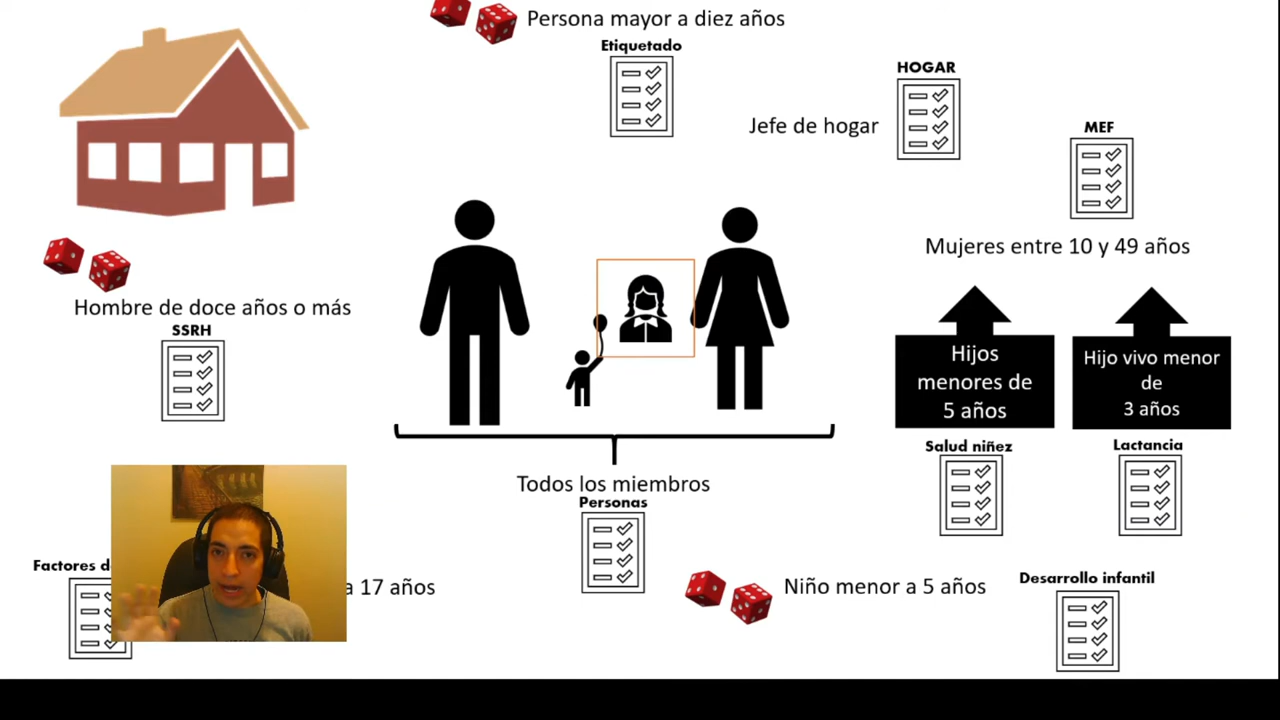 Persona mayor a diez años
Etiquetado
HOGAR
Jefe de hogar
MEF
Mujeres entre 10 y 49 años
Hombre de doce años o más
SSRH
Hijos
menores de
5 años
Hijo vivo menor
de
3 años
Salud niñez
Lactancia
Todos los miembros
Personas
Factores
a 17 años
Niño menor a 5 años
Desarrollo infantil